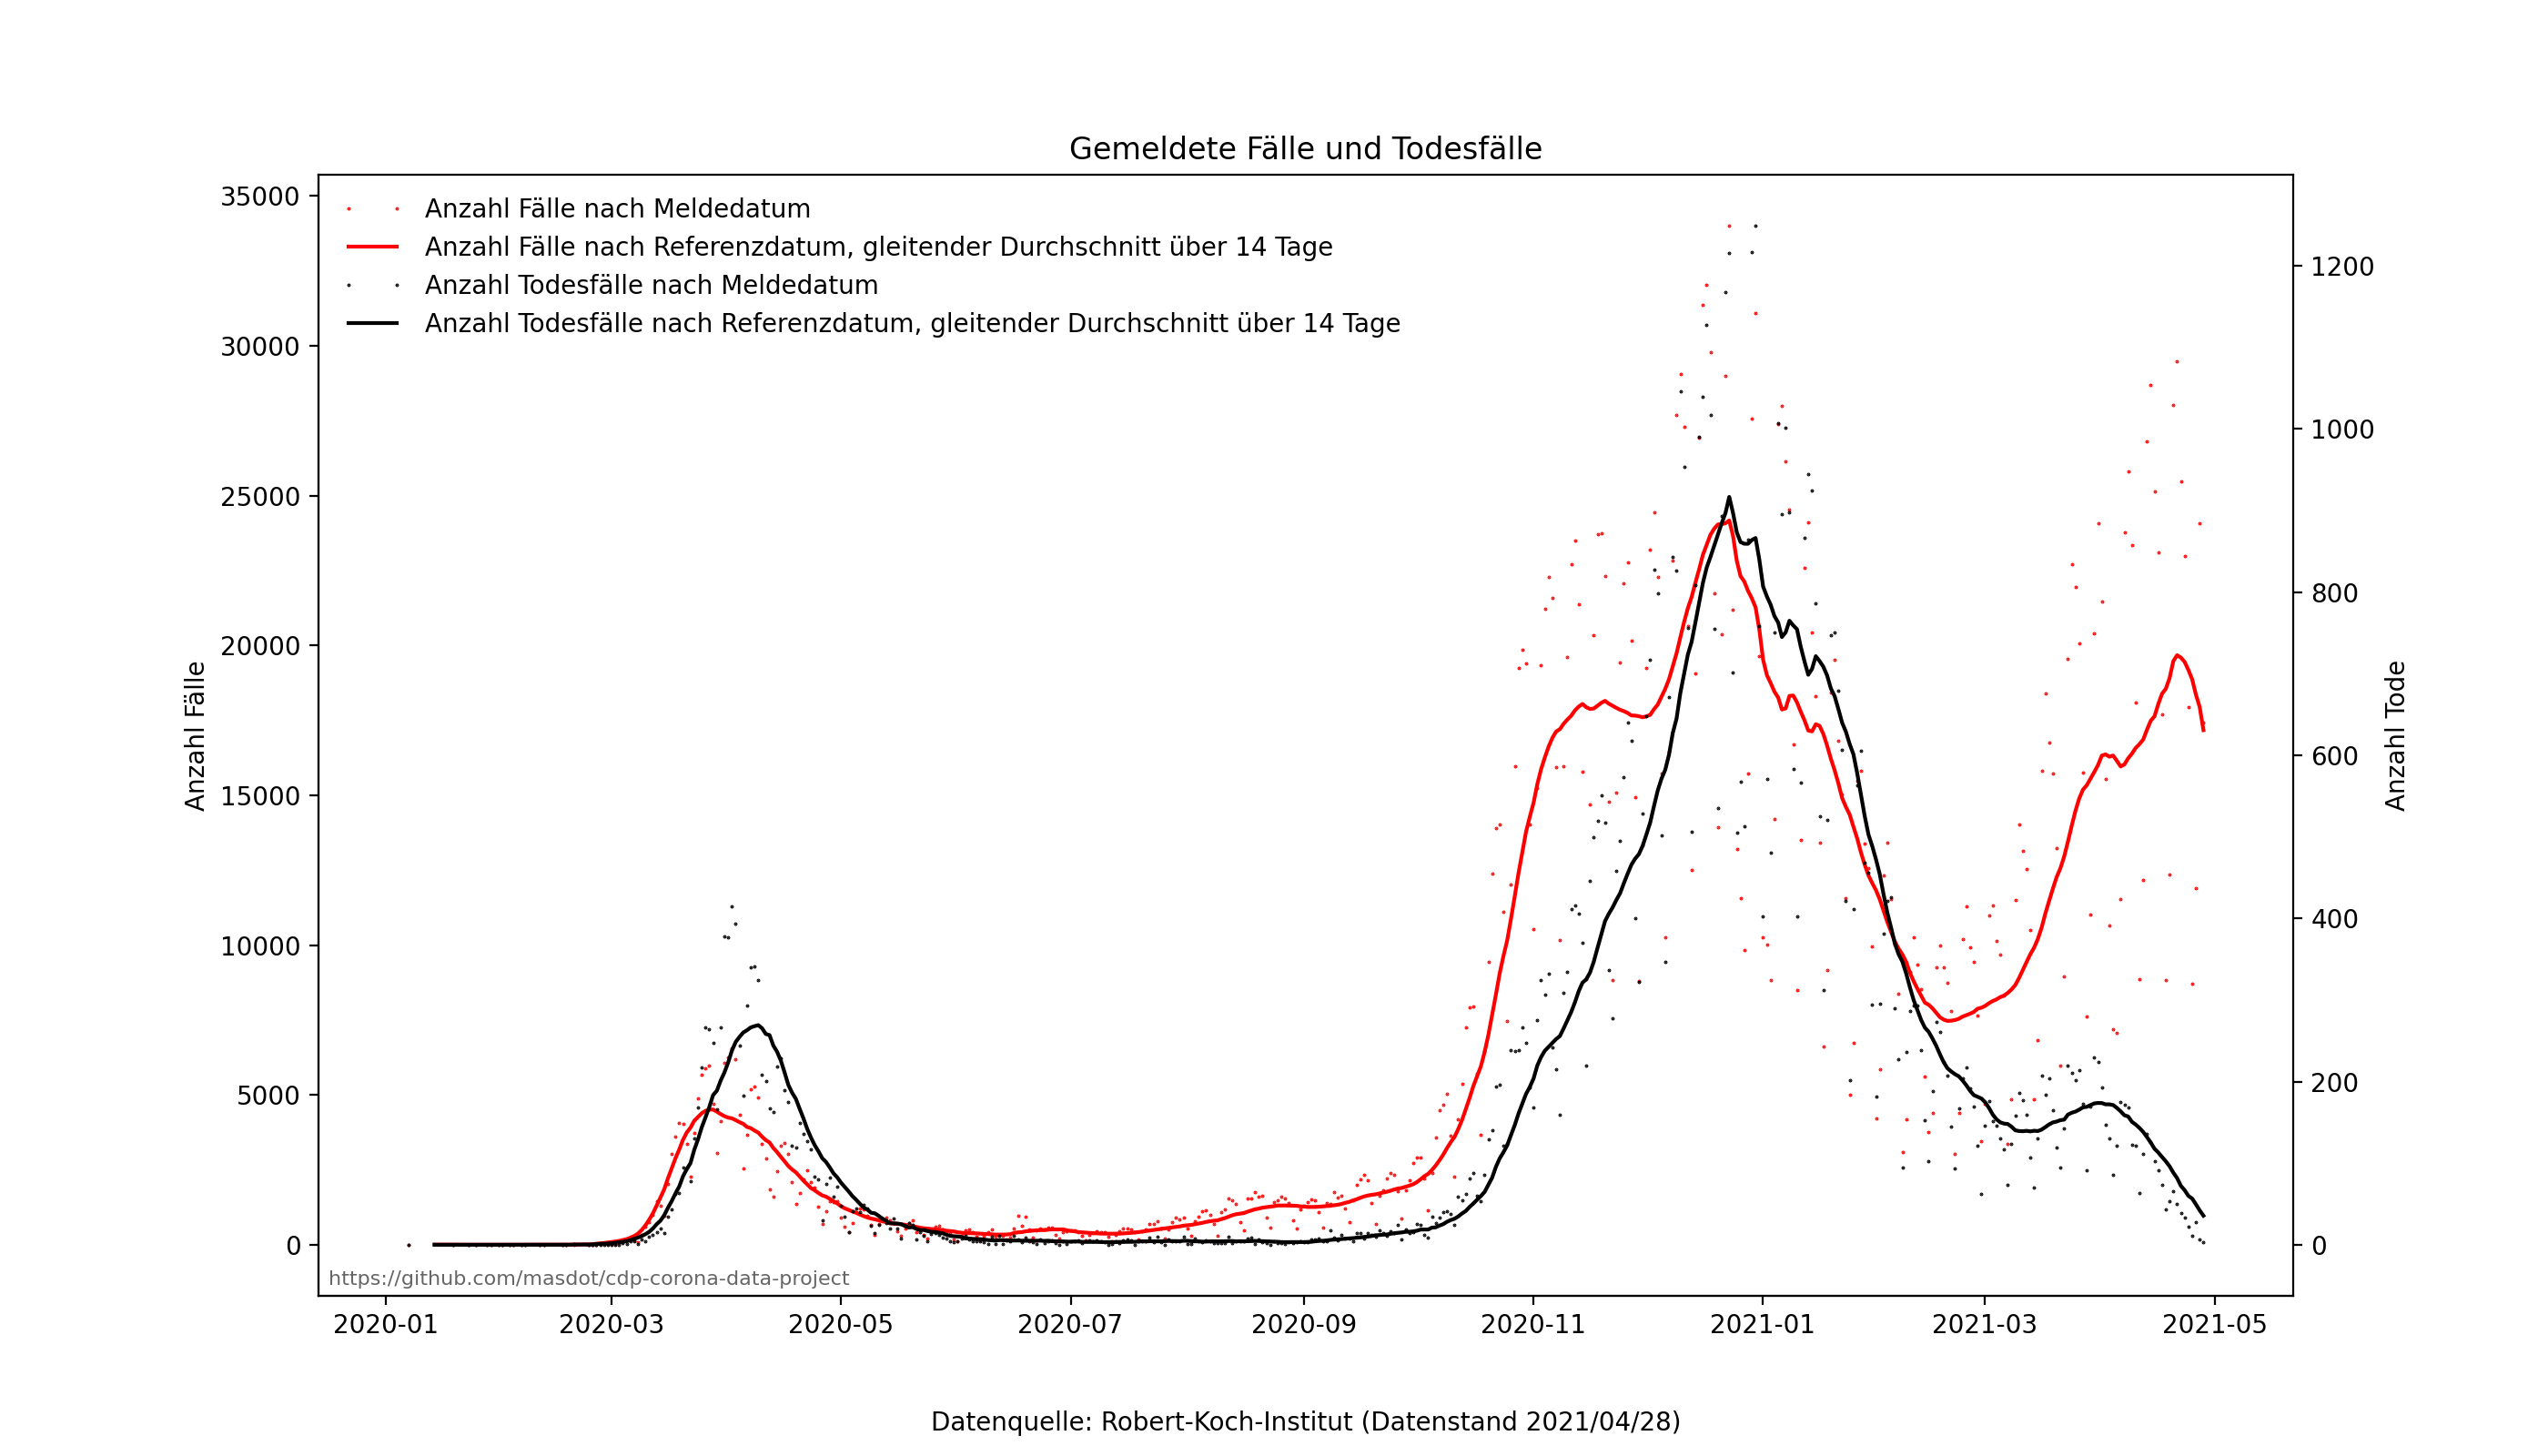 Gemeldete Fälle und Todesfälle
Anzahl Fälle nach Meldedatum
Anzahl Fälle nach Referenzdatum, gleitender Durchschnitt über 14 Tage
Anzahl Todesfälle nach Meldedatum
Anzahl Todesfälle nach Referenzdatum, gleitender Durchschnitt über 14 Tage
35000
30000
25000
20000
15000
10000
5000
0
Anzahl Fälle
1200
1000
800
600
400
200
0
Anzahl Tode
https://github.com/masdot/cdp-corona-data-project
2020-01 2020-03 2020-05 2020-07 2020-09 2020-11 2021-01 2021-03 2021-05
Datenquelle: Robert-Koch-Institut (Datenstand 2021/04/28)